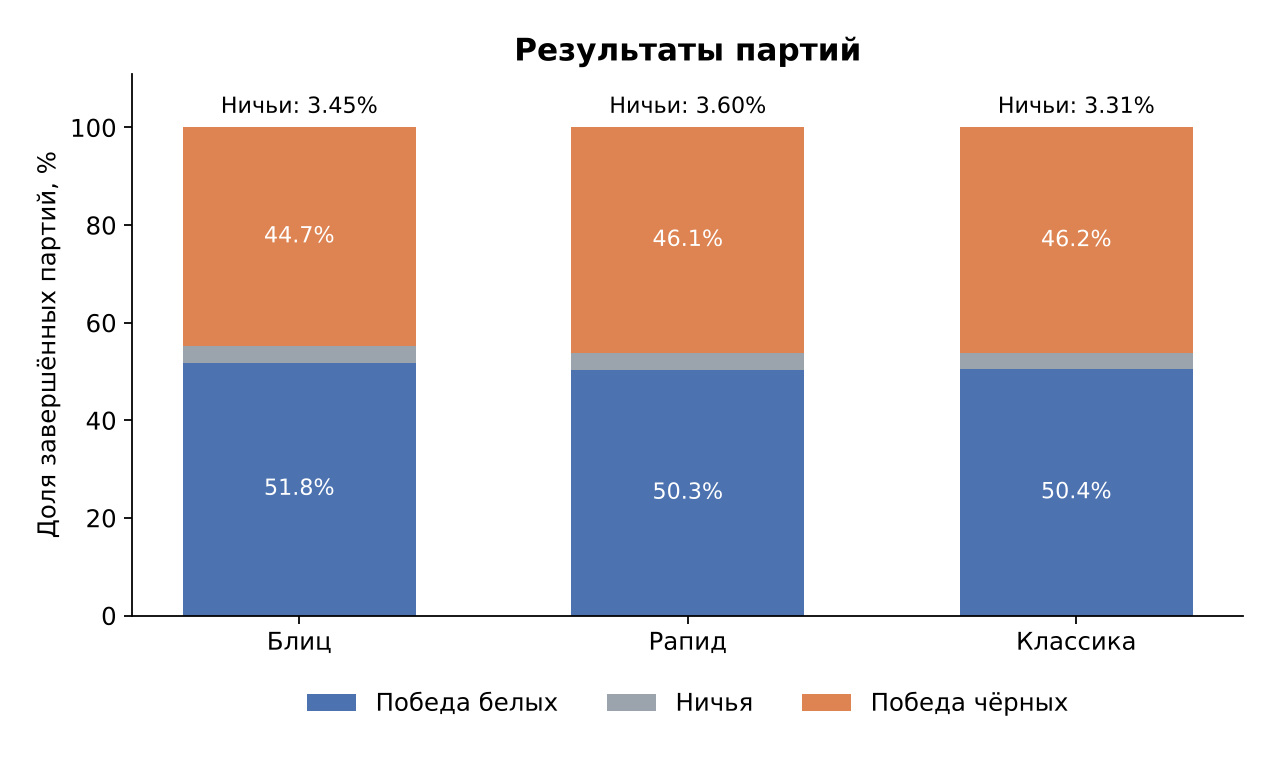 Результаты партий
Доля завершённых партий, %
100
80
60
40
20
0
Ничьи: 3.45%
Ничьи: 3.60%
Ничьи: 3.31%
44.7%
46.1%
46.2%
51.8%
50.3%
50.4%
Блиц
Рапид
Классика
Победа белых
Ничья
Победа чёрных